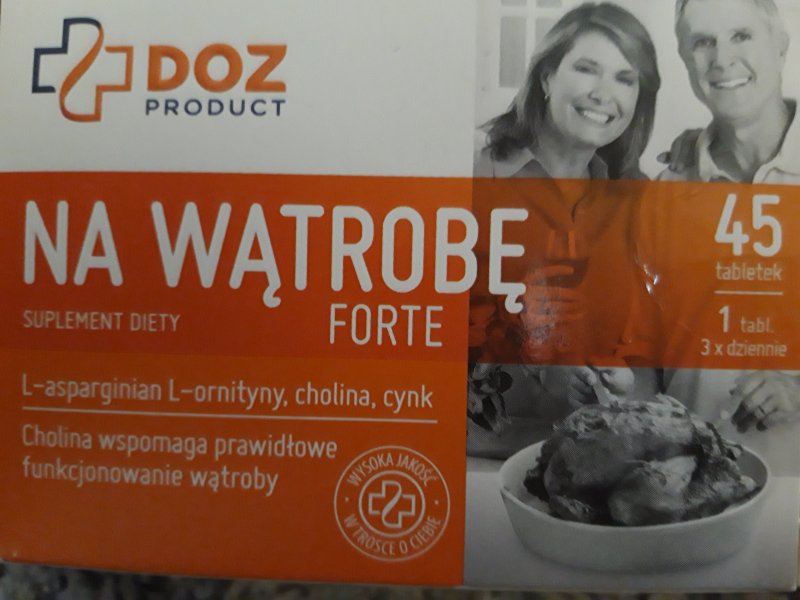 DOZ
PRODUCT
NA WĄTROBĘ
FORTE
SUPLEMENT DIETY
45
tabletek
1 tabl.
3 x dziennie
L-asparginian L-ornityny, cholina, cynk
Cholina wspomaga prawidłowe
funkcjonowanie wątroby
WYSOKA JAKOŚĆ
W TROSCE O CIEBIE